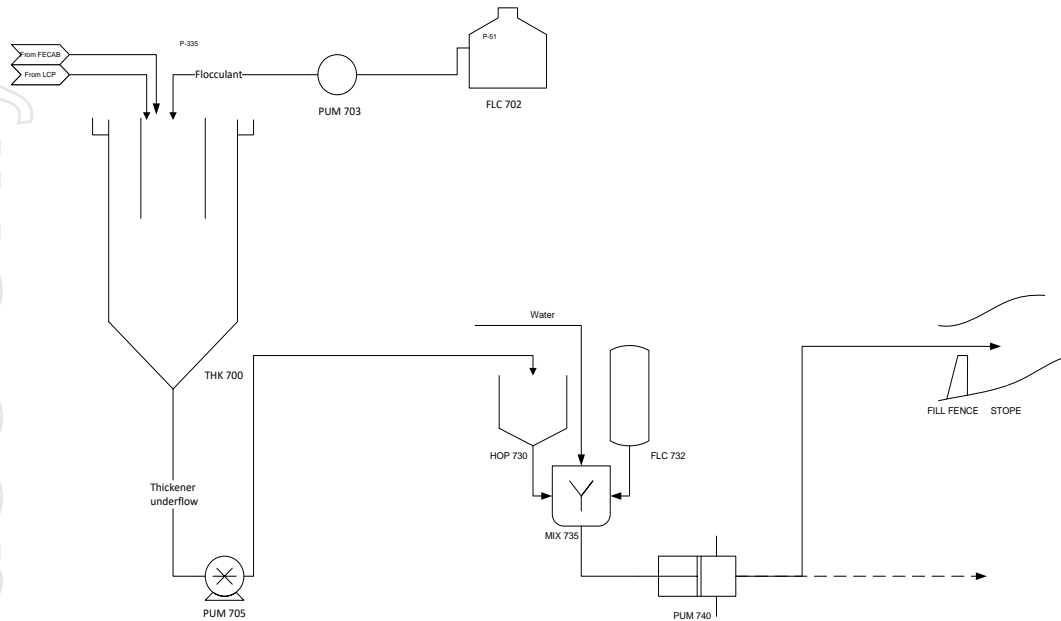 P-335
P-51
From FECAB
From LCP
Flocculant
PUM 703
FLC 702
Water
THK 700
FILL FENCE STOPE
HOP 730
FLC 732
Thickener
underflow
MIX 735
PUM 705
PUM 740